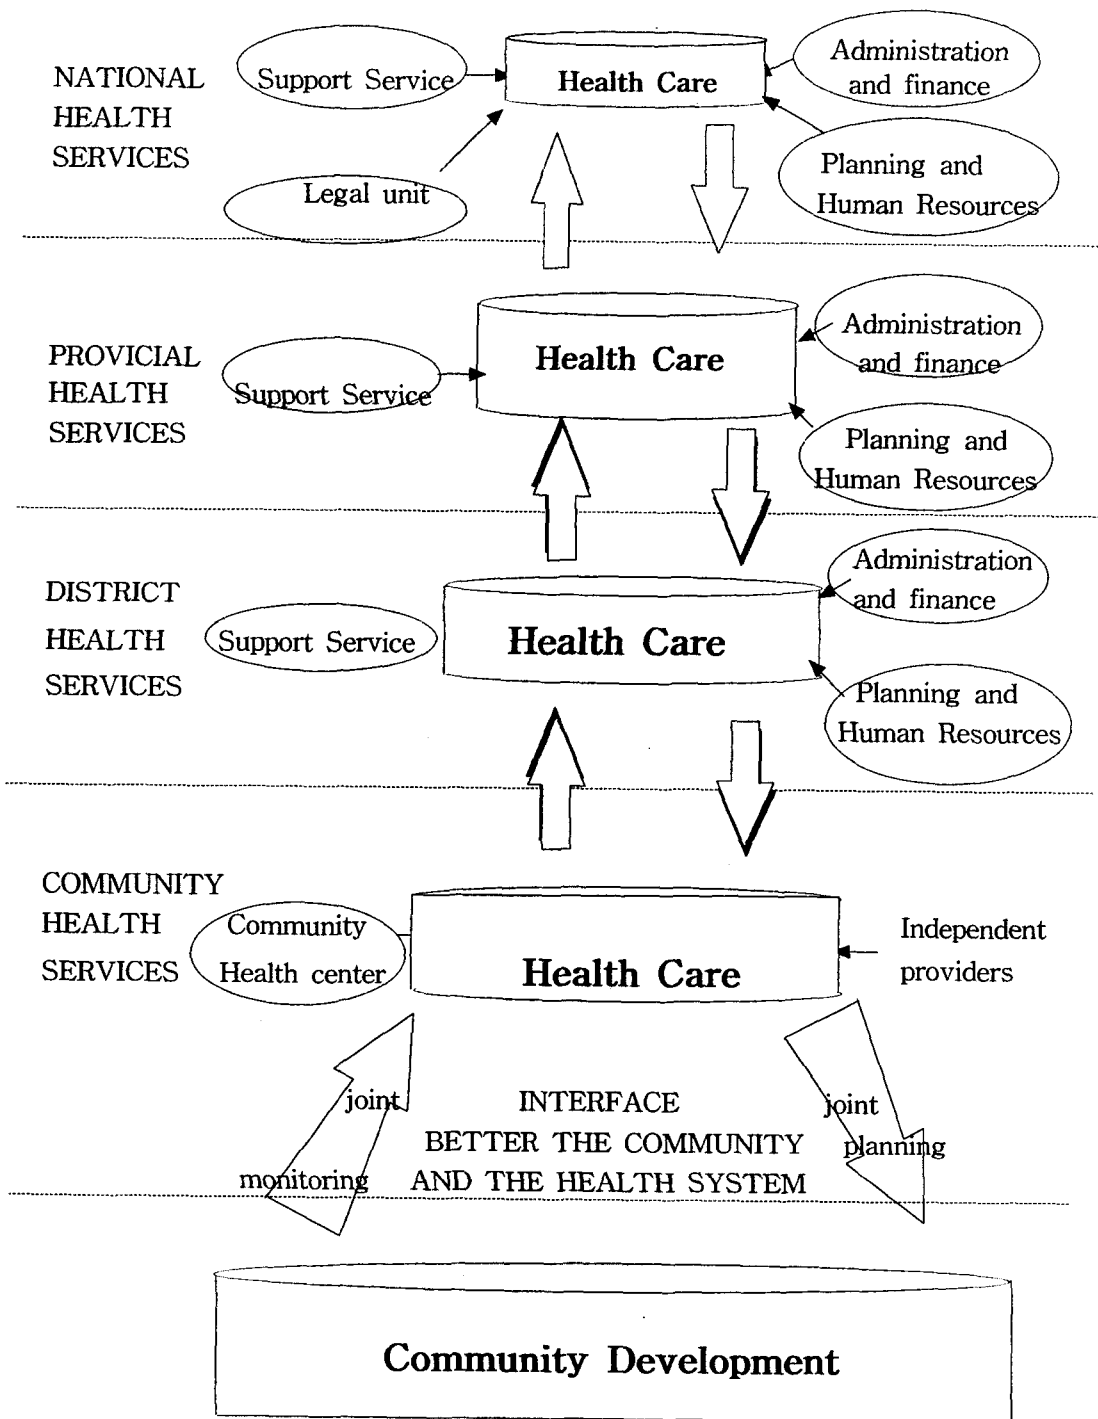 NATIONAL
HEALTH
SERVICES
Support Service
Health Care
Administration
and finance
Legal unit
Planning and
Human Resources
PROVICIAL
HEALTH
SERVICES
Support Service
Health Care
Administration
and finance
Planning and
Human Resources
DISTRICT
HEALTH
SERVICES
Support Service
Health Care
Administration
and finance
Planning and
Human Resources
COMMUNITY
HEALTH
SERVICES
Community
Health center
Health Care
Independent
providers
joint
monitoring
INTERFACE
BETTER THE COMMUNITY
AND THE HEALTH SYSTEM
joint
planning
Community Development